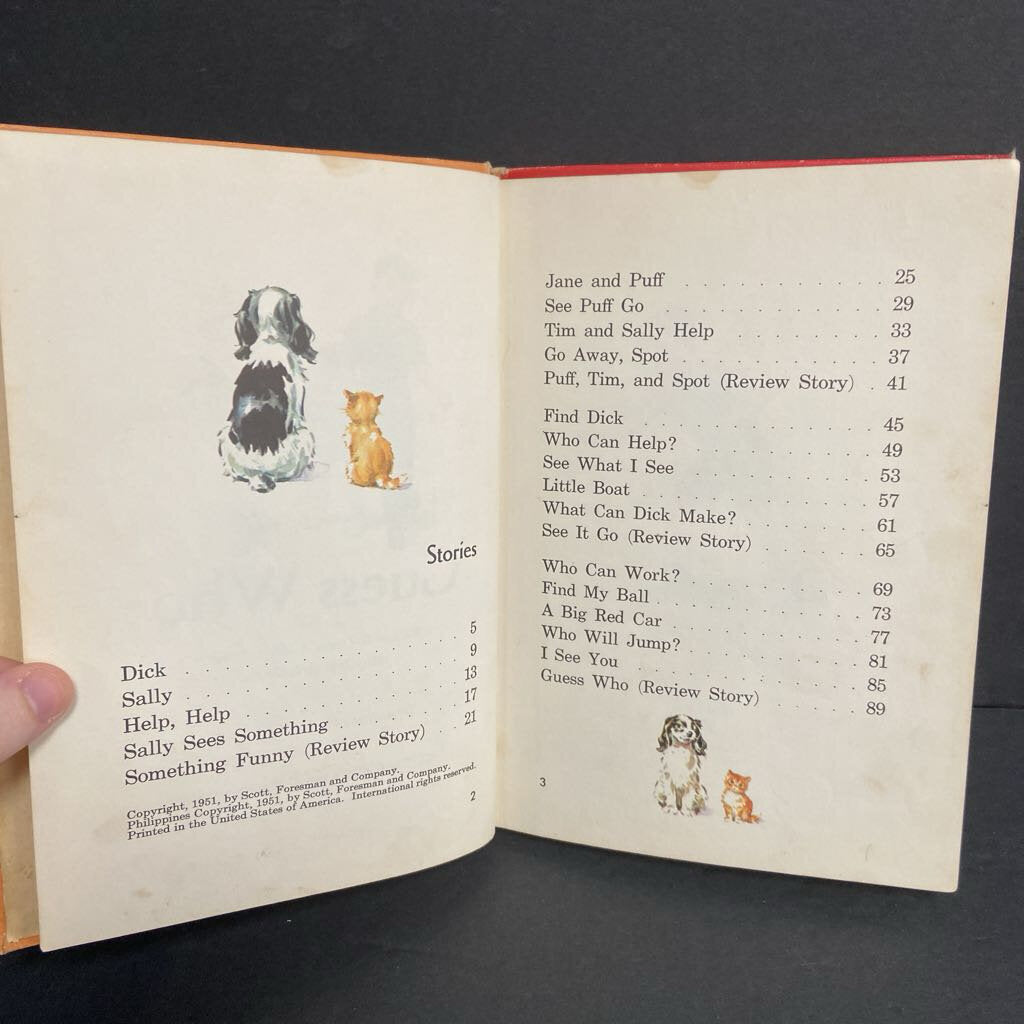 Stories
Dick . . . . . . . . . . . . . 5
Sally . . . . . . . . . . . . . 9
Help, Help . . . . . . . . . . 13
Sally Sees Something . . . . . . 17
Something Funny (Review Story) . . 21
Copyright, 1951, by Scott, Foresman and Company.
Philippines Copyright, 1951, by Scott, Foresman and Company.
Printed in the United States of America. International rights reserved.
2
Jane and Puff . . . . . . . . . . 25
See Puff Go . . . . . . . . . . . 29
Tim and Sally Help . . . . . . . . 33
Go Away, Spot . . . . . . . . . . 37
Puff, Tim, and Spot (Review Story) . 41
Find Dick . . . . . . . . . . . . 45
Who Can Help? . . . . . . . . . . 49
See What I See . . . . . . . . . . 53
Little Boat . . . . . . . . . . . 57
What Can Dick Make? . . . . . . . 61
See It Go (Review Story) . . . . . . 65
Who Can Work? . . . . . . . . . . 69
Find My Ball . . . . . . . . . . . 73
A Big Red Car . . . . . . . . . . 77
Who Will Jump? . . . . . . . . . . 81
I See You . . . . . . . . . . . . 85
Guess Who (Review Story) . . . . . . 89
3